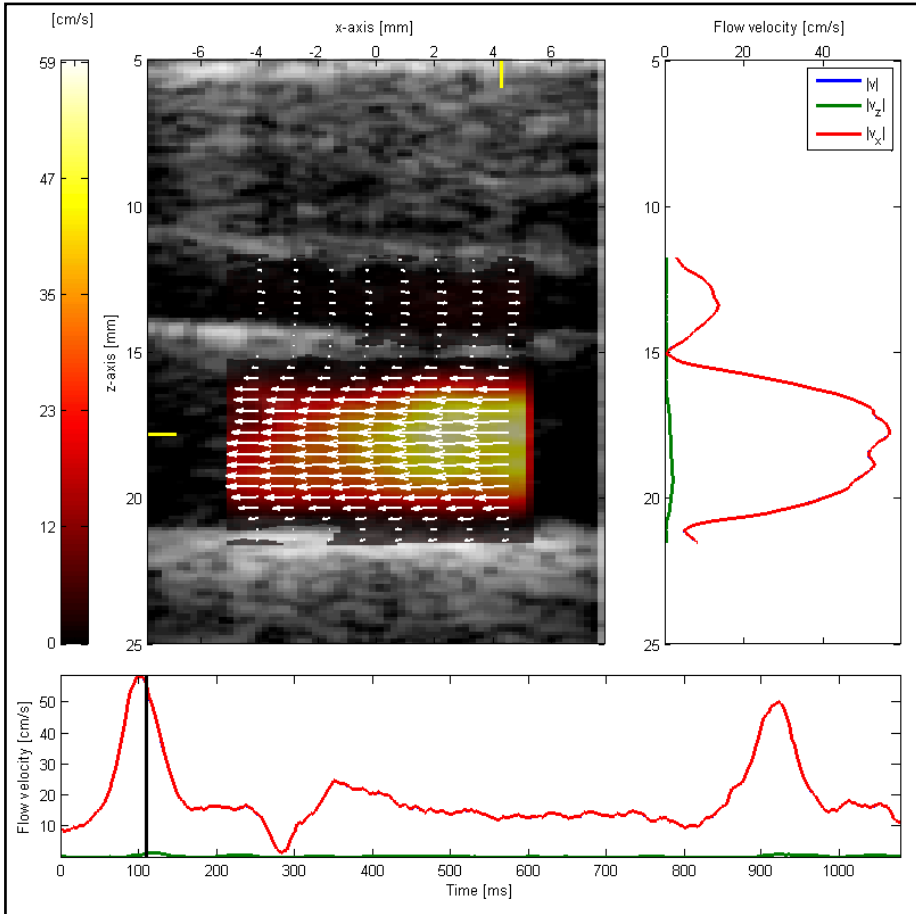 [cm/s]
x-axis [mm]
Flow velocity [cm/s]
-6 -4 -2 0 2 4 6
0 20 40
59
47
35
23
12
0
z-axis [mm]
5
10
15
20
25
5
10
15
20
25
|v|
|v_z|
|v_x|
Flow velocity [cm/s]
50
40
30
20
10
0 100 200 300 400 500 600 700 800 900 1000
Time [ms]